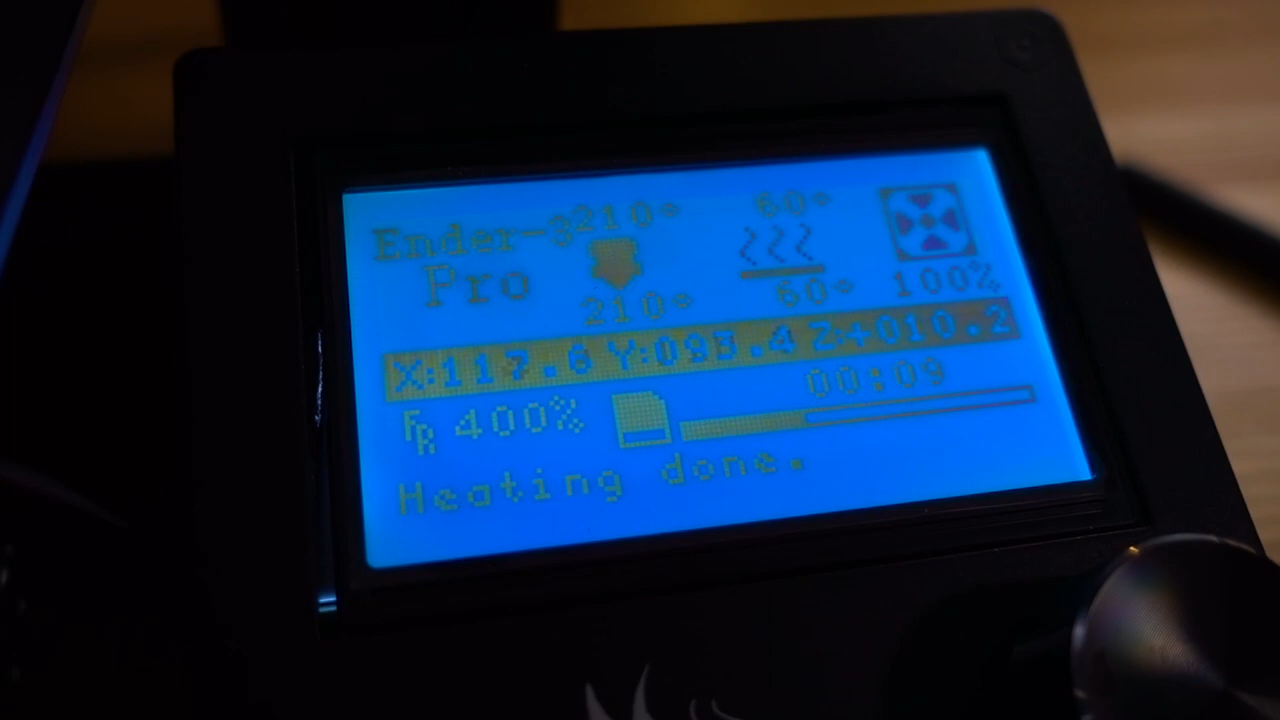 210° 60°
Ender-3
Pro
210° 60° 100%
X:117.6 Y:093.4 Z:+010.2
00:09
FR 400%
Heating done.